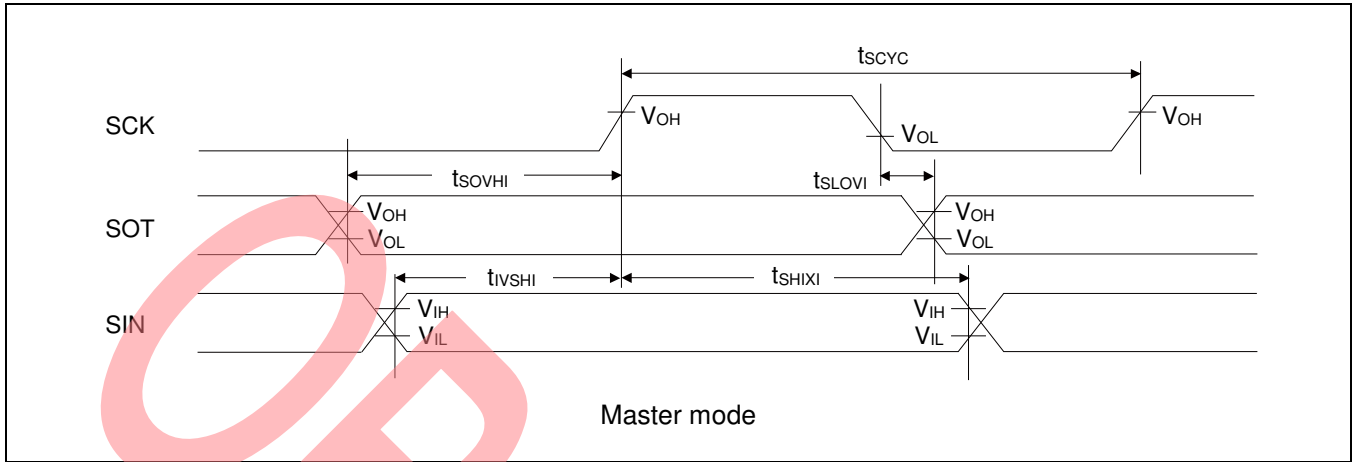 tSCYC
SCK
VOH
VOL
VOH
tSOVHI
tSLOVI
SOT
VOH
VOL
VOH
VOL
tIVSHI
tSHIXI
SIN
VIH
VIL
VIH
VIL
Master mode